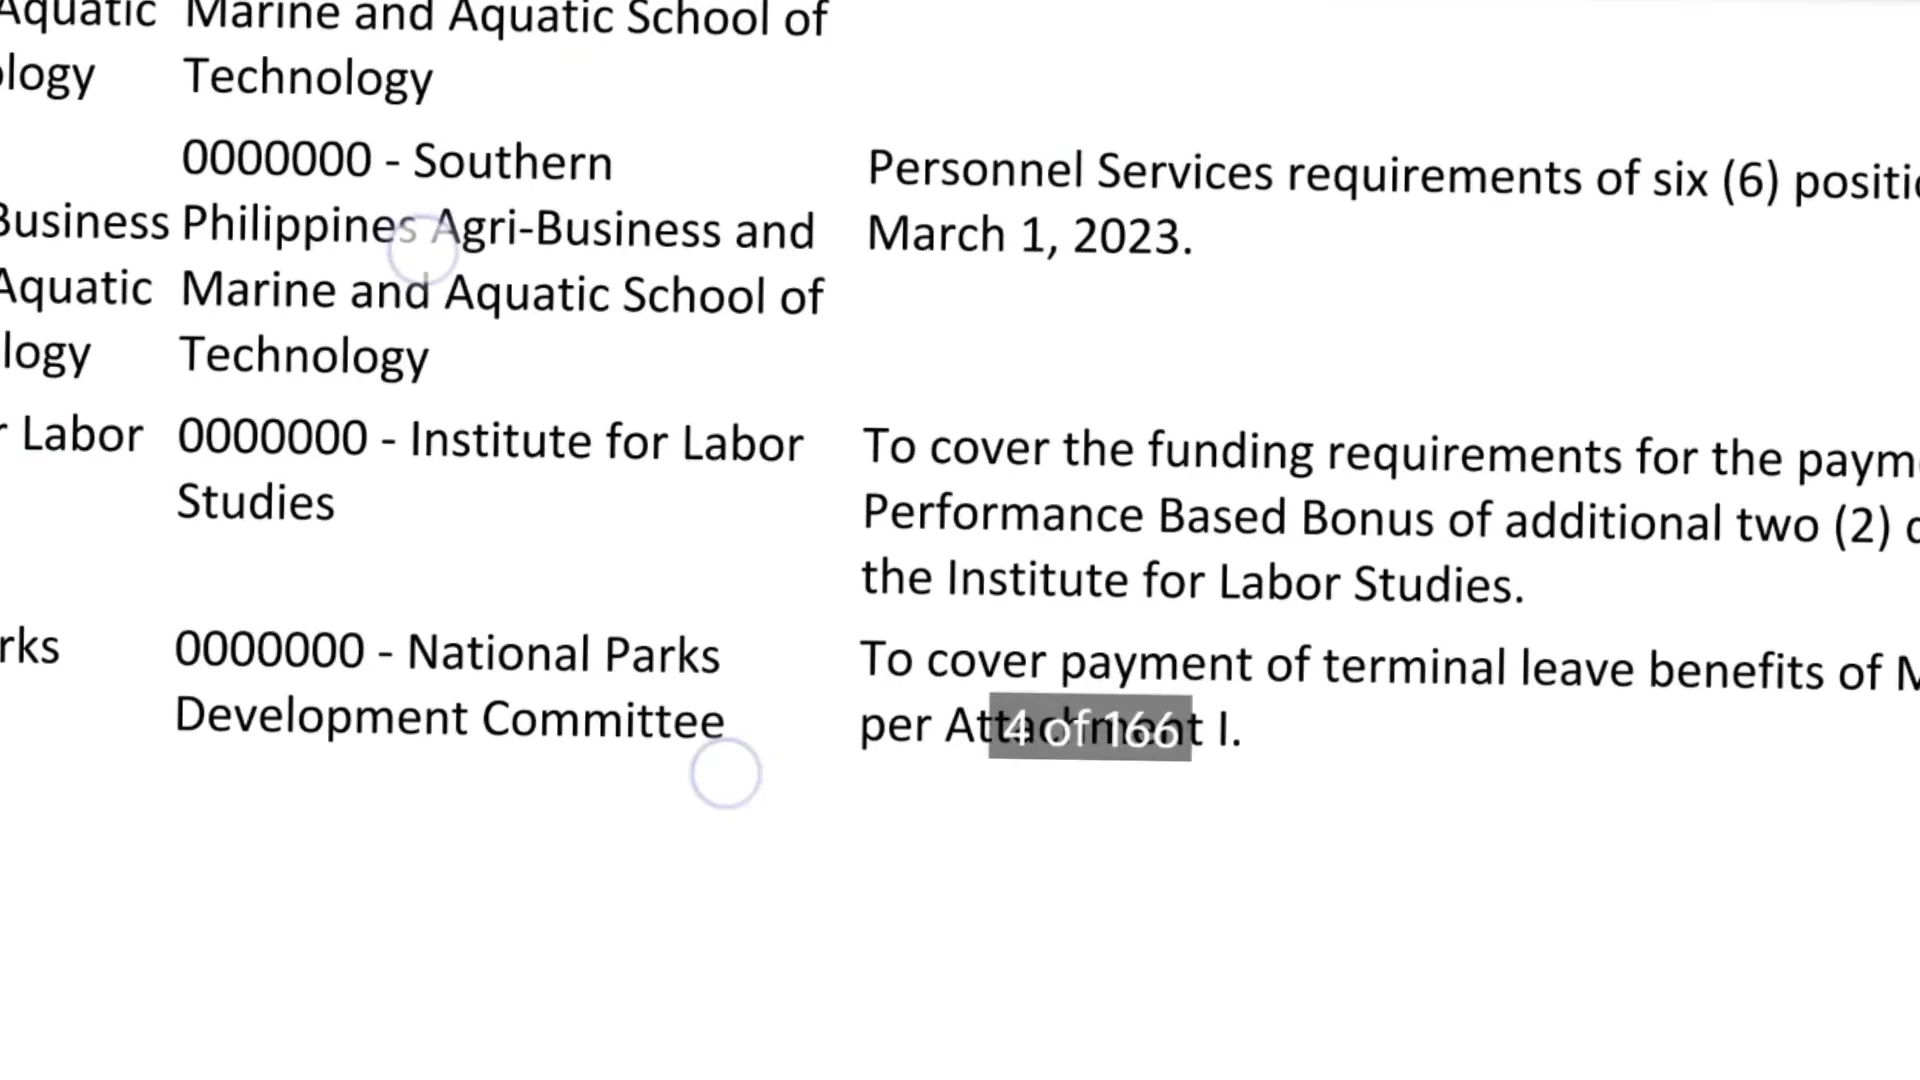 Aquatic Marine and Aquatic School of
ology Technology
0000000 - Southern
Business Philippines Agri-Business and
Aquatic Marine and Aquatic School of
logy Technology
Personnel Services requirements of six (6) positi
March 1, 2023.
r Labor 0000000 - Institute for Labor
Studies
To cover the funding requirements for the paym
Performance Based Bonus of additional two (2)
the Institute for Labor Studies.
rks 0000000 - National Parks
Development Committee
To cover payment of terminal leave benefits of M
per Attachment I.
4 of 166